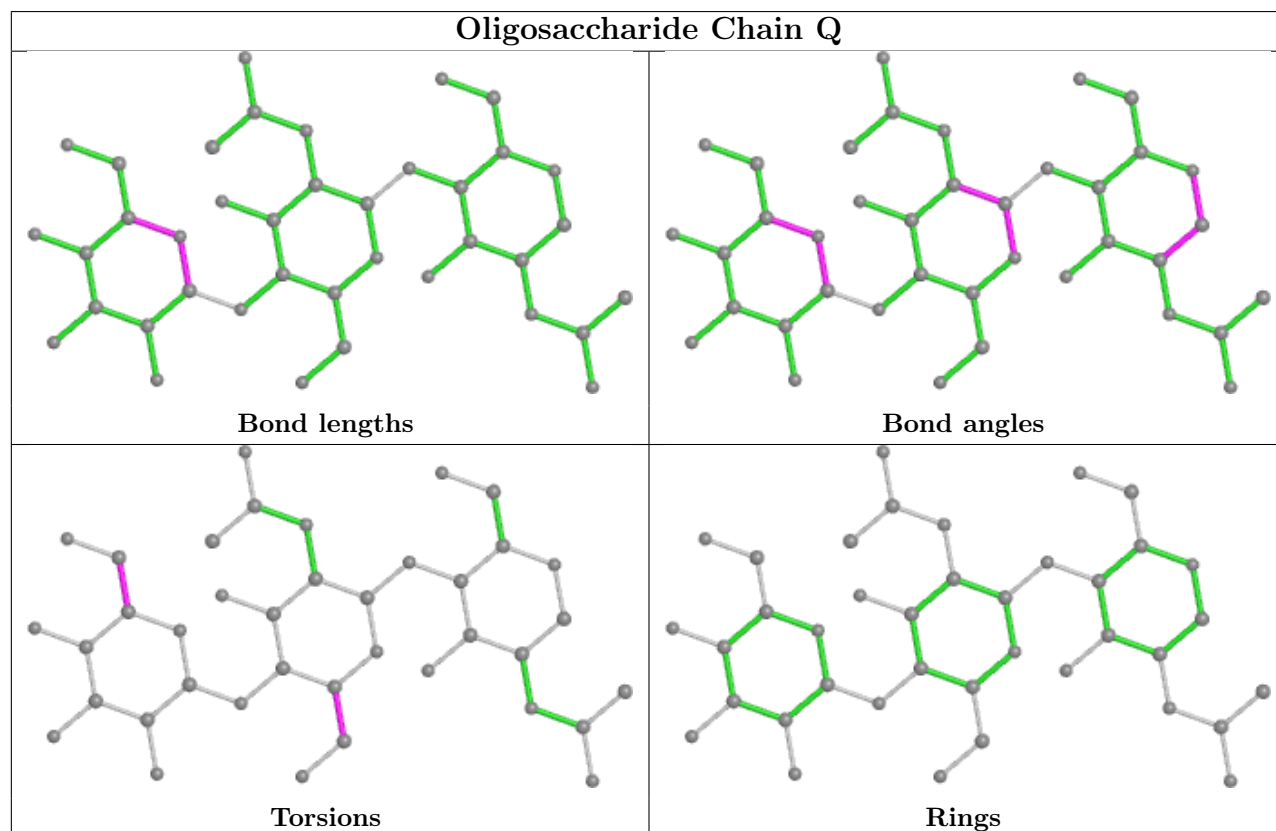 Oligosaccharide Chain Q
Bond lengths
Bond angles
Torsions
Rings